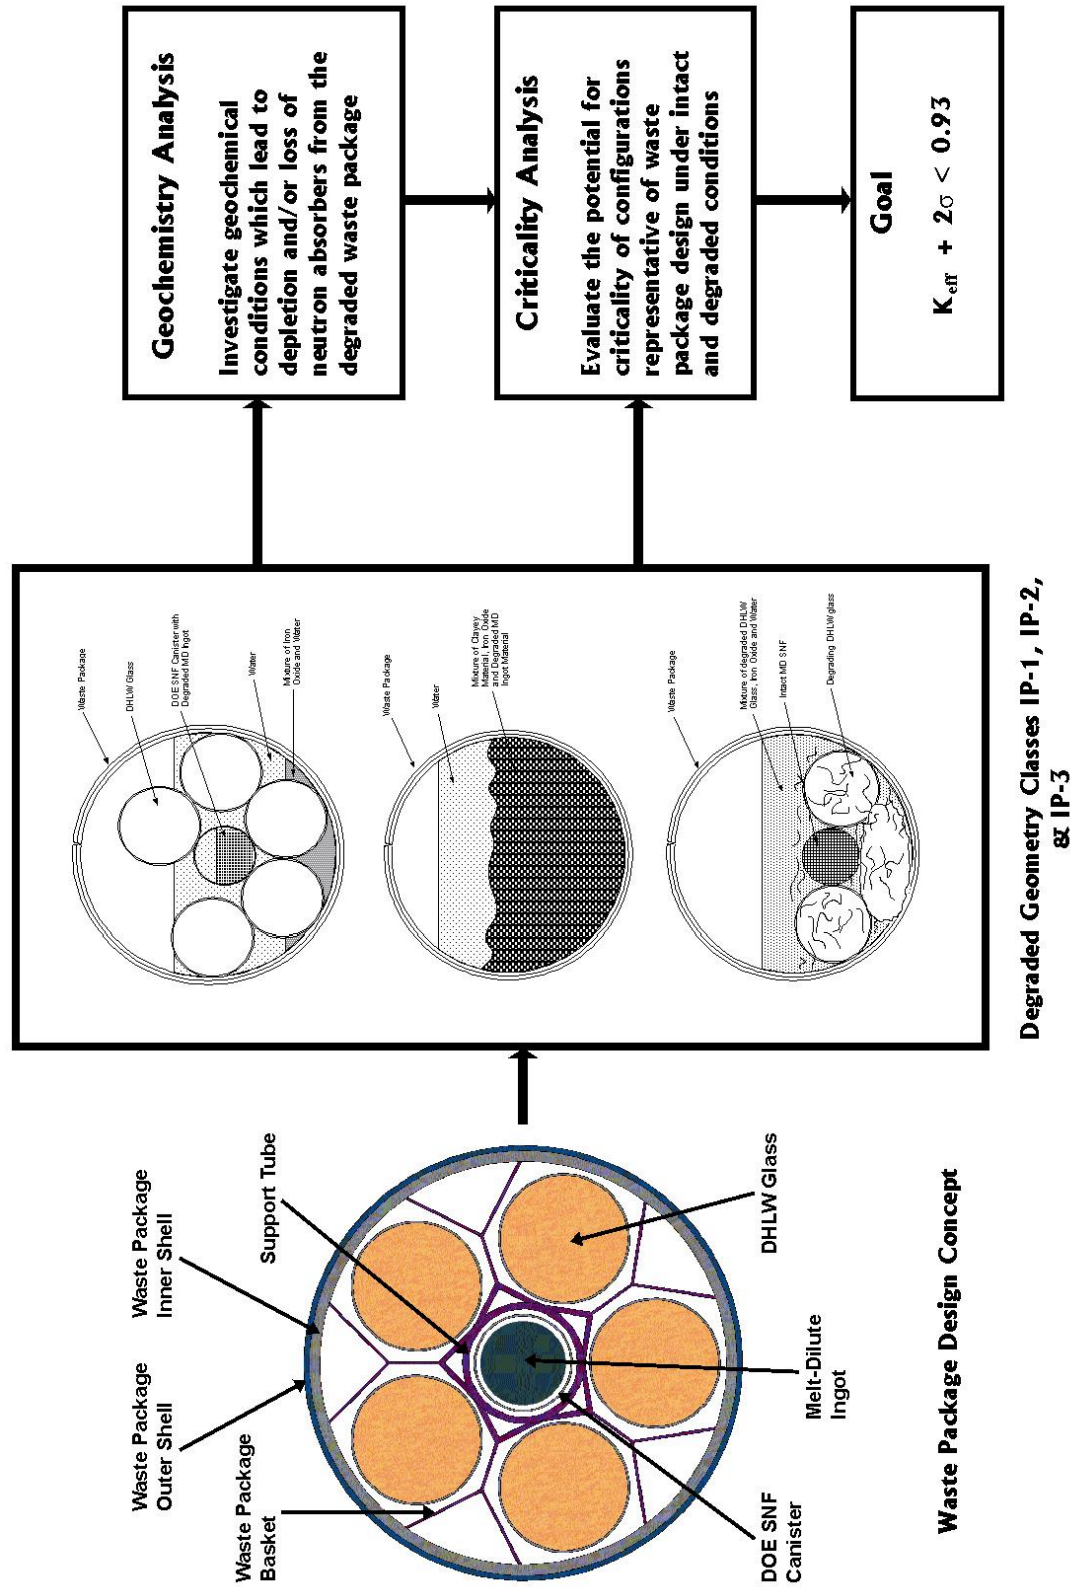 Waste Package
Outer Shell
Waste Package
Inner Shell
Waste Package
Basket
Support Tube
DOE SNF
Canister
Melt-Dilute
Ingot
DHLW Glass
Waste Package Design Concept
Waste Package
DHLW Glass
DOE SNF Canister with
Degraded MD Ingot
Water
Mixture of Iron
Oxide and Water
Waste Package
Water
Mixture of Clayey
Material, Iron Oxide
and Degraded MD
Ingot Material
Waste Package
Mixture of degraded DHLW
Glass, Iron Oxide and Water
Intact MD SNF
Degrading DHLW glass
Degraded Geometry Classes IP-1, IP-2,
& IP-3
Geochemistry Analysis
Investigate geochemical
conditions which lead to
depletion and/or loss of
neutron absorbers from the
degraded waste package
Criticality Analysis
Evaluate the potential for
criticality of configurations
representative of waste
package design under intact
and degraded conditions
Goal
Keff + 2σ < 0.93